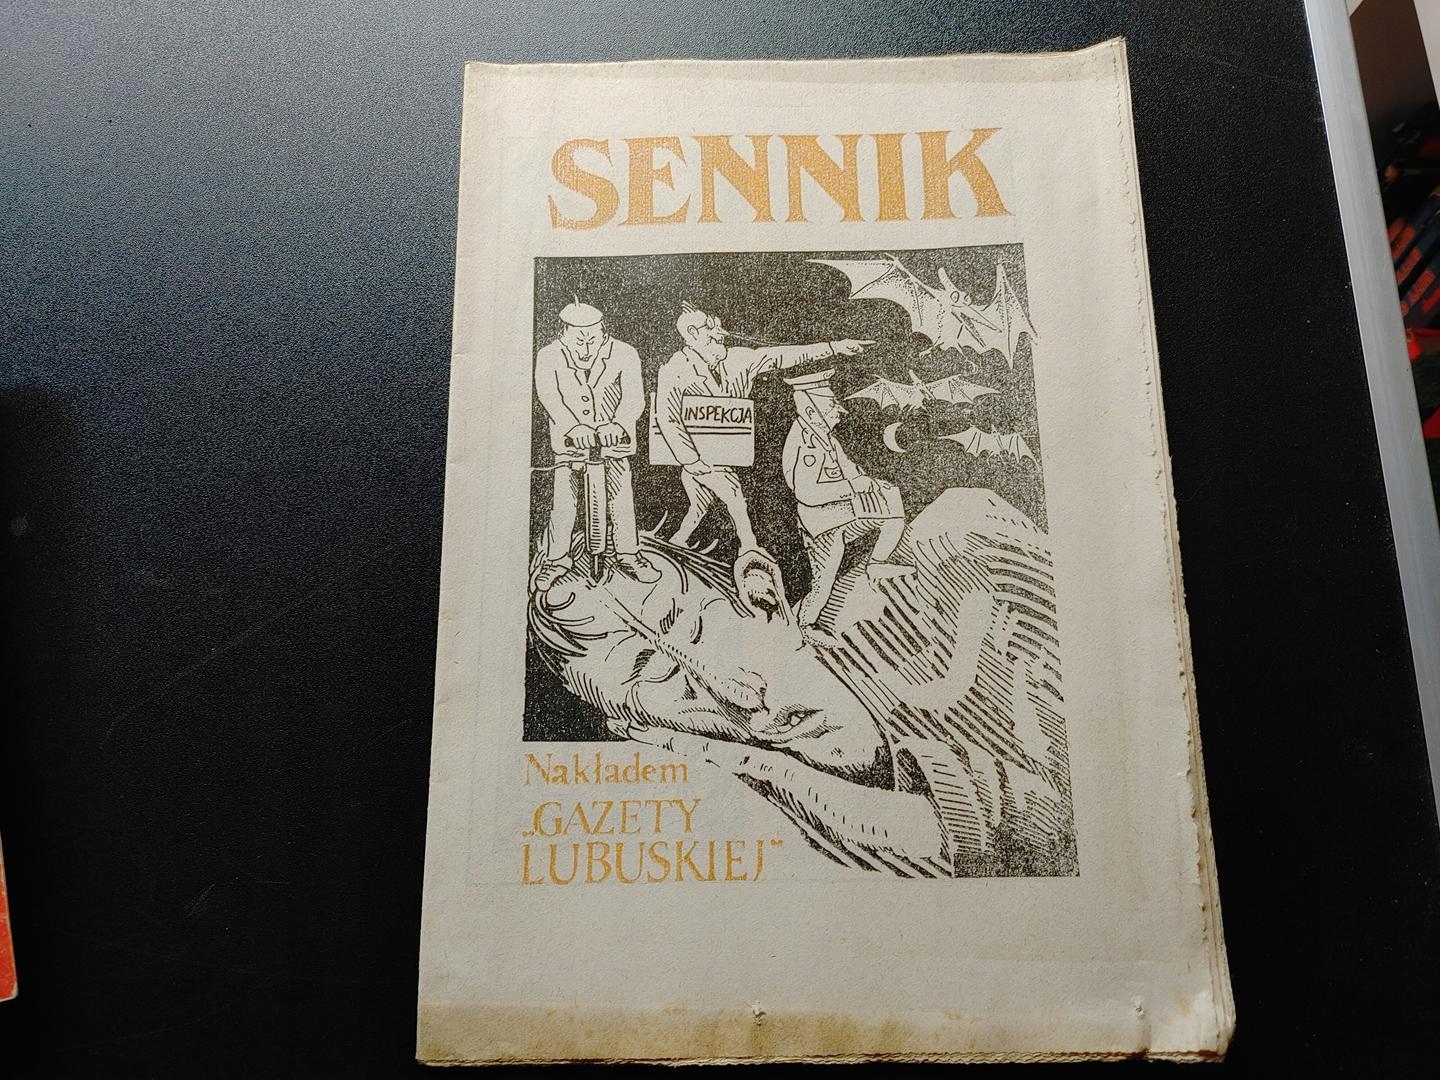 SENNIK
INSPEKCJA
Nakładem
„GAZETY
LUBUSKIEJ”